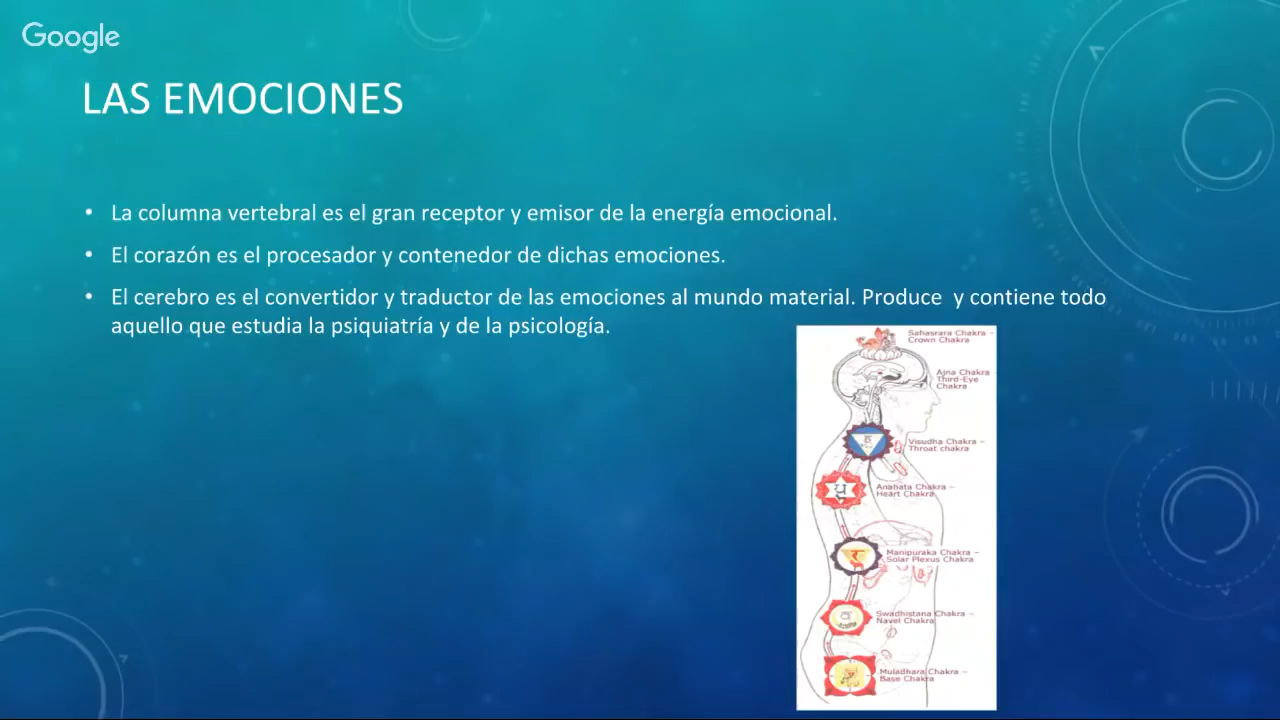 Google
LAS EMOCIONES
• La columna vertebral es el gran receptor y emisor de la energía emocional.
• El corazón es el procesador y contenedor de dichas emociones.
• El cerebro es el convertidor y traductor de las emociones al mundo material. Produce  y contiene todo
aquello que estudia la psiquiatría y de la psicología.
Sahasrara Chakra –
Crown Chakra
Ajna Chakra –
Third-Eye
Chakra
Visudha Chakra –
Throat chakra
Anahata Chakra –
Heart Chakra
Manipuraka Chakra –
Solar Plexus Chakra
Swadhistana Chakra –
Navel Chakra
Muladhara Chakra –
Base Chakra